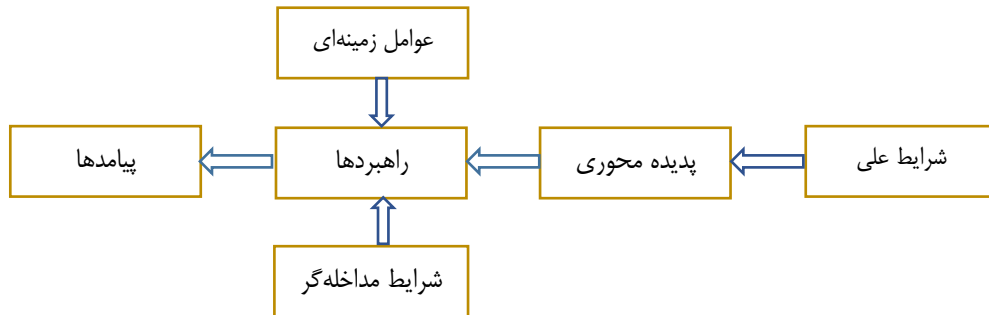 عوامل زمینه‌ای
شرایط علی
پدیده محوری
راهبردها
پیامدها
شرایط مداخله‌گر